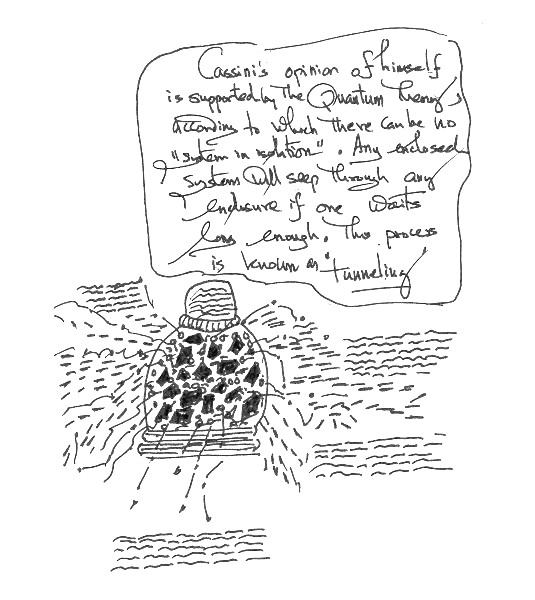 Cassini's opinion of himself
is supported by the Quantum Theory,
according to which there can be no
"system in isolation". Any enclosed
system will seep through any
enclosure if one waits
long enough. This process
is known as "tunneling"